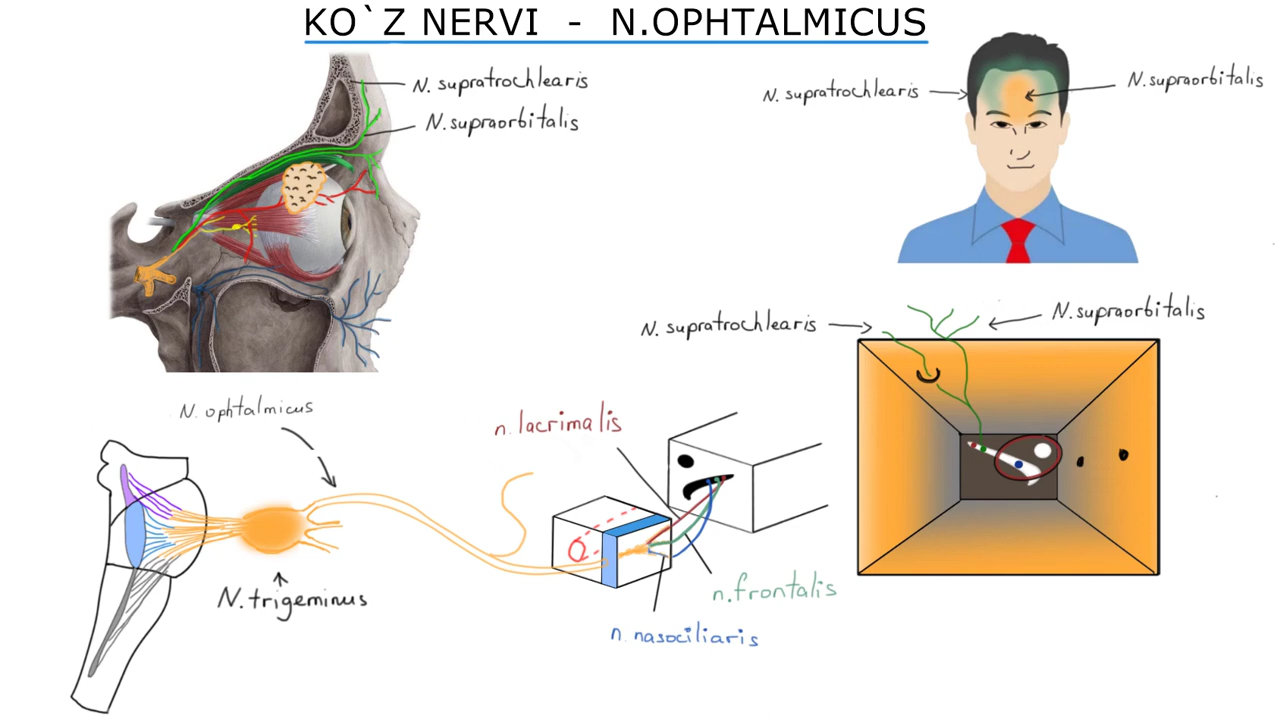 KO`Z NERVI - N.OPHTALMICUS
N. supratrochlearis
N. supraorbitalis
N. supratrochlearis
N. supraorbitalis
N. supratrochlearis
N. supraorbitalis
N. ophtalmicus
n. lacrimalis
N. trigeminus
n. frontalis
n. nasociliaris